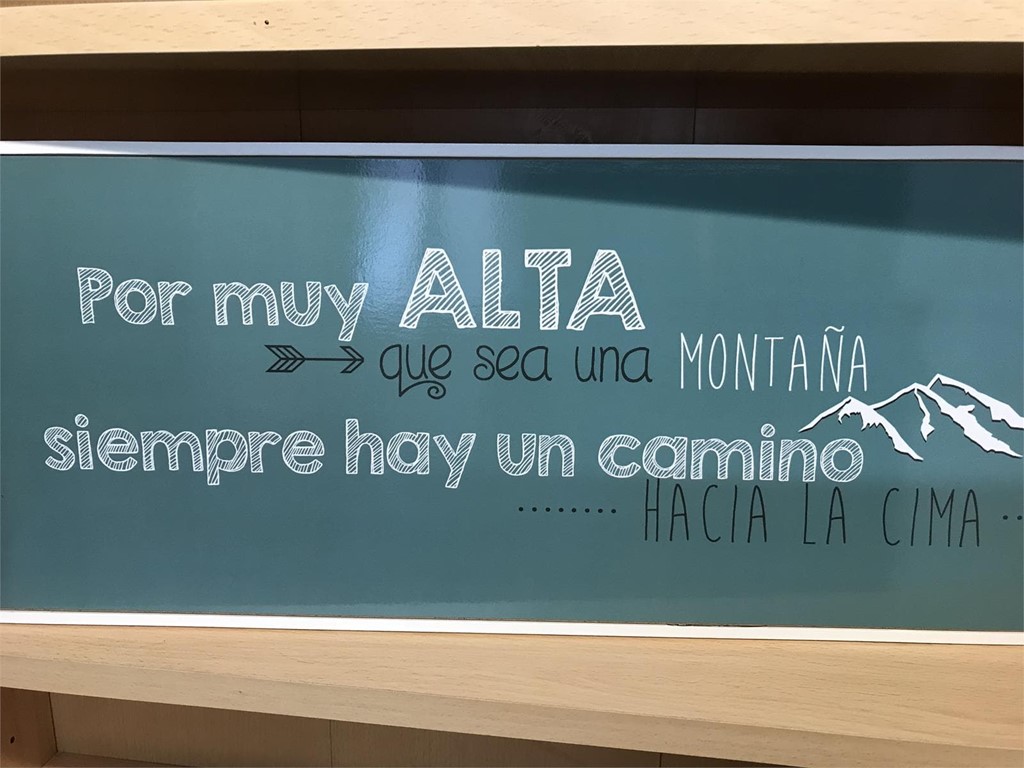 Por muy ALTA
que sea una MONTAÑA
siempre hay un camino
........ HACIA LA CIMA ..